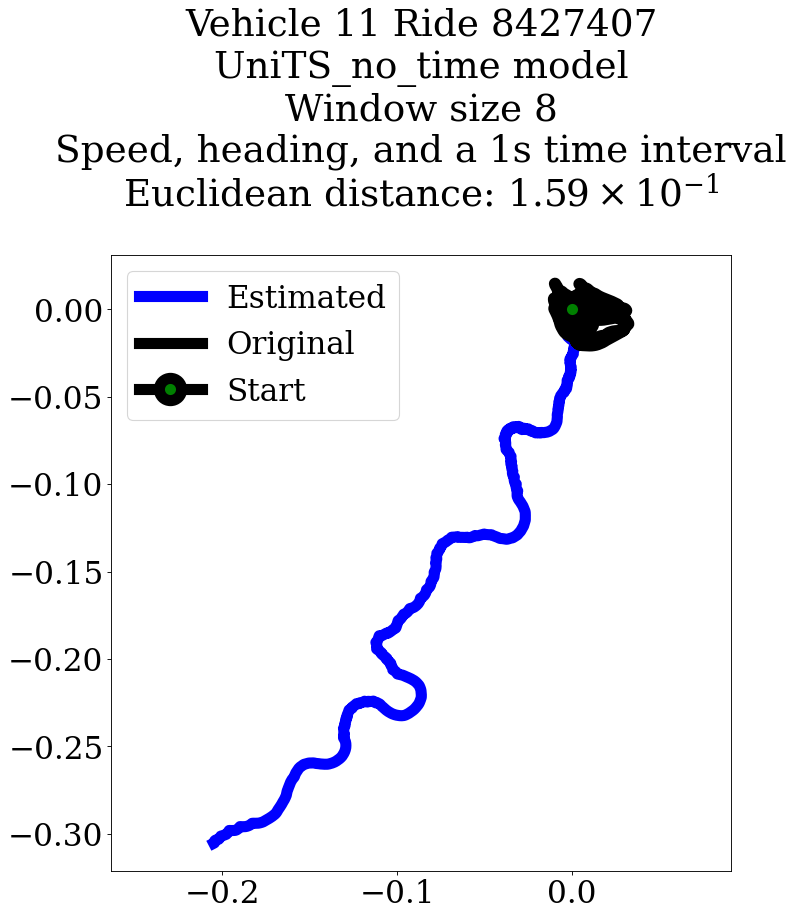 Vehicle 11 Ride 8427407
UniTS_no_time model
Window size 8
Speed, heading, and a 1s time interval
Euclidean distance: 1.59 × 10⁻¹
Estimated
Original
Start
0.00
−0.05
−0.10
−0.15
−0.20
−0.25
−0.30
−0.2 −0.1 0.0